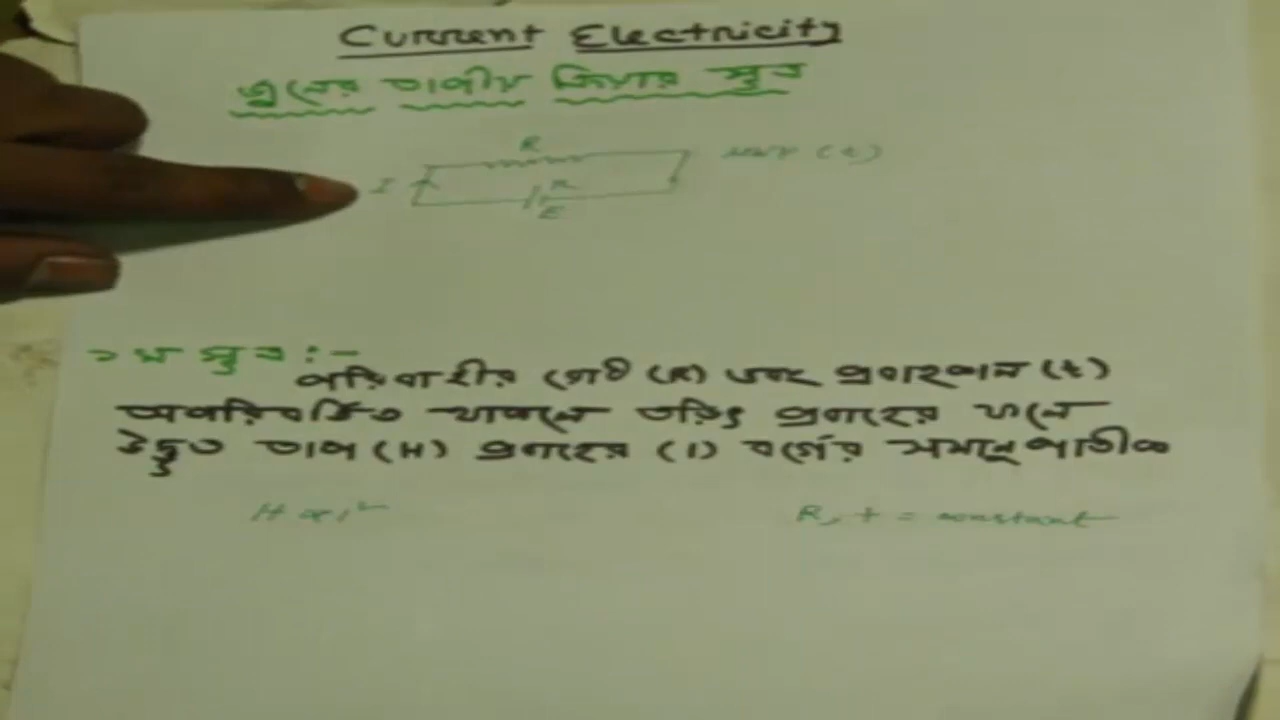 Current Electricity
জুলের তাপীয় ক্রিয়ার সূত্র
R
সময় (t)
I
R
E
১ম সূত্র :-
পরিবাহীর রোধ (R) এবং প্রবাহকাল (t)
অপরিবর্তিত থাকলে তড়িৎ প্রবাহের ফলে
উদ্ভুত তাপ (H) প্রবাহের (I) বর্গের সমানুপাতিক
H ∝ I²
R, t = constant